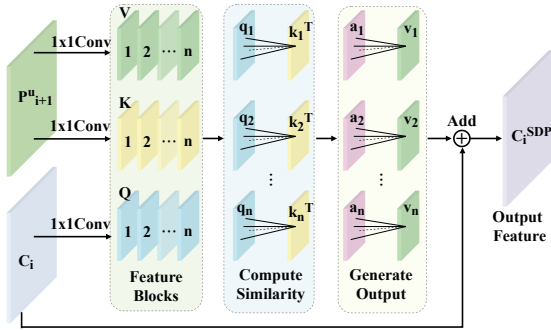 V
1x1Conv
1 2 ··· n
P^u_{i+1}
K
1x1Conv
1 2 ··· n
Q
1x1Conv
1 2 ··· n
C_i
Feature
Blocks
q_1 k_1^T
q_2 k_2^T
···
q_n k_n^T
Compute
Similarity
a_1 v_1
a_2 v_2
···
a_n v_n
Generate
Output
Add
C_i^{SDP}
Output
Feature